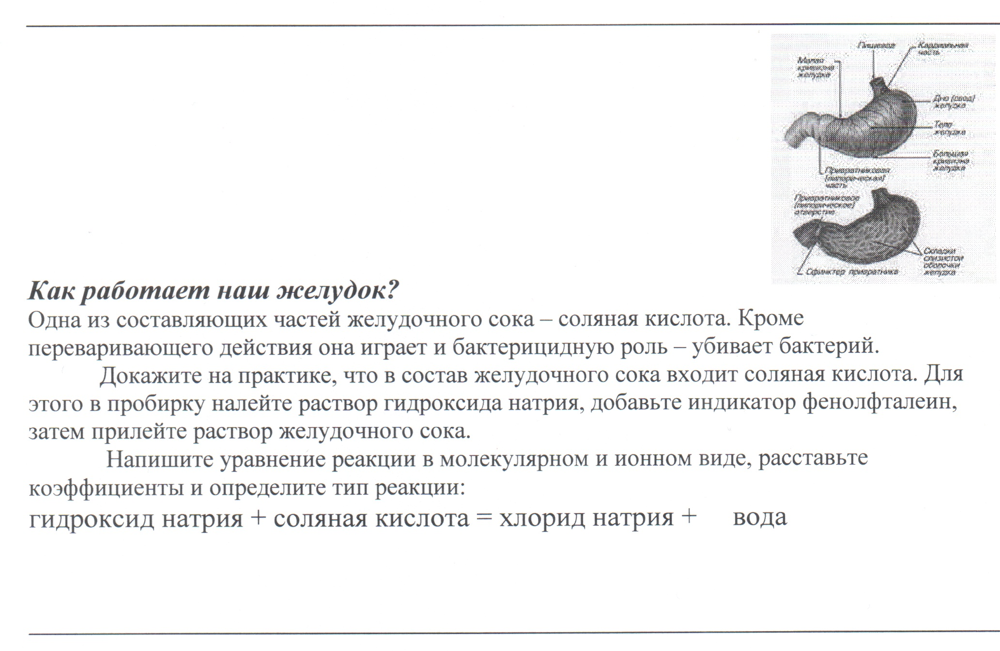 Пищевод
Кардиальная
часть
Малая
кривизна
желудка
Дно (свод)
желудка
Тело
желудка
Большая
кривизна
желудка
Привратниковая
(пилорическая)
часть
Привратниковое
(пилорическое)
отверстие
Складки
слизистой
оболочки
желудка
Сфинктер привратника
Как работает наш желудок?
Одна из составляющих частей желудочного сока – соляная кислота. Кроме
переваривающего действия она играет и бактерицидную роль – убивает бактерий.
Докажите на практике, что в состав желудочного сока входит соляная кислота. Для
этого в пробирку налейте раствор гидроксида натрия, добавьте индикатор фенолфталеин,
затем прилейте раствор желудочного сока.
Напишите уравнение реакции в молекулярном и ионном виде, расставьте
коэффициенты и определите тип реакции:
гидроксид натрия + соляная кислота = хлорид натрия + вода